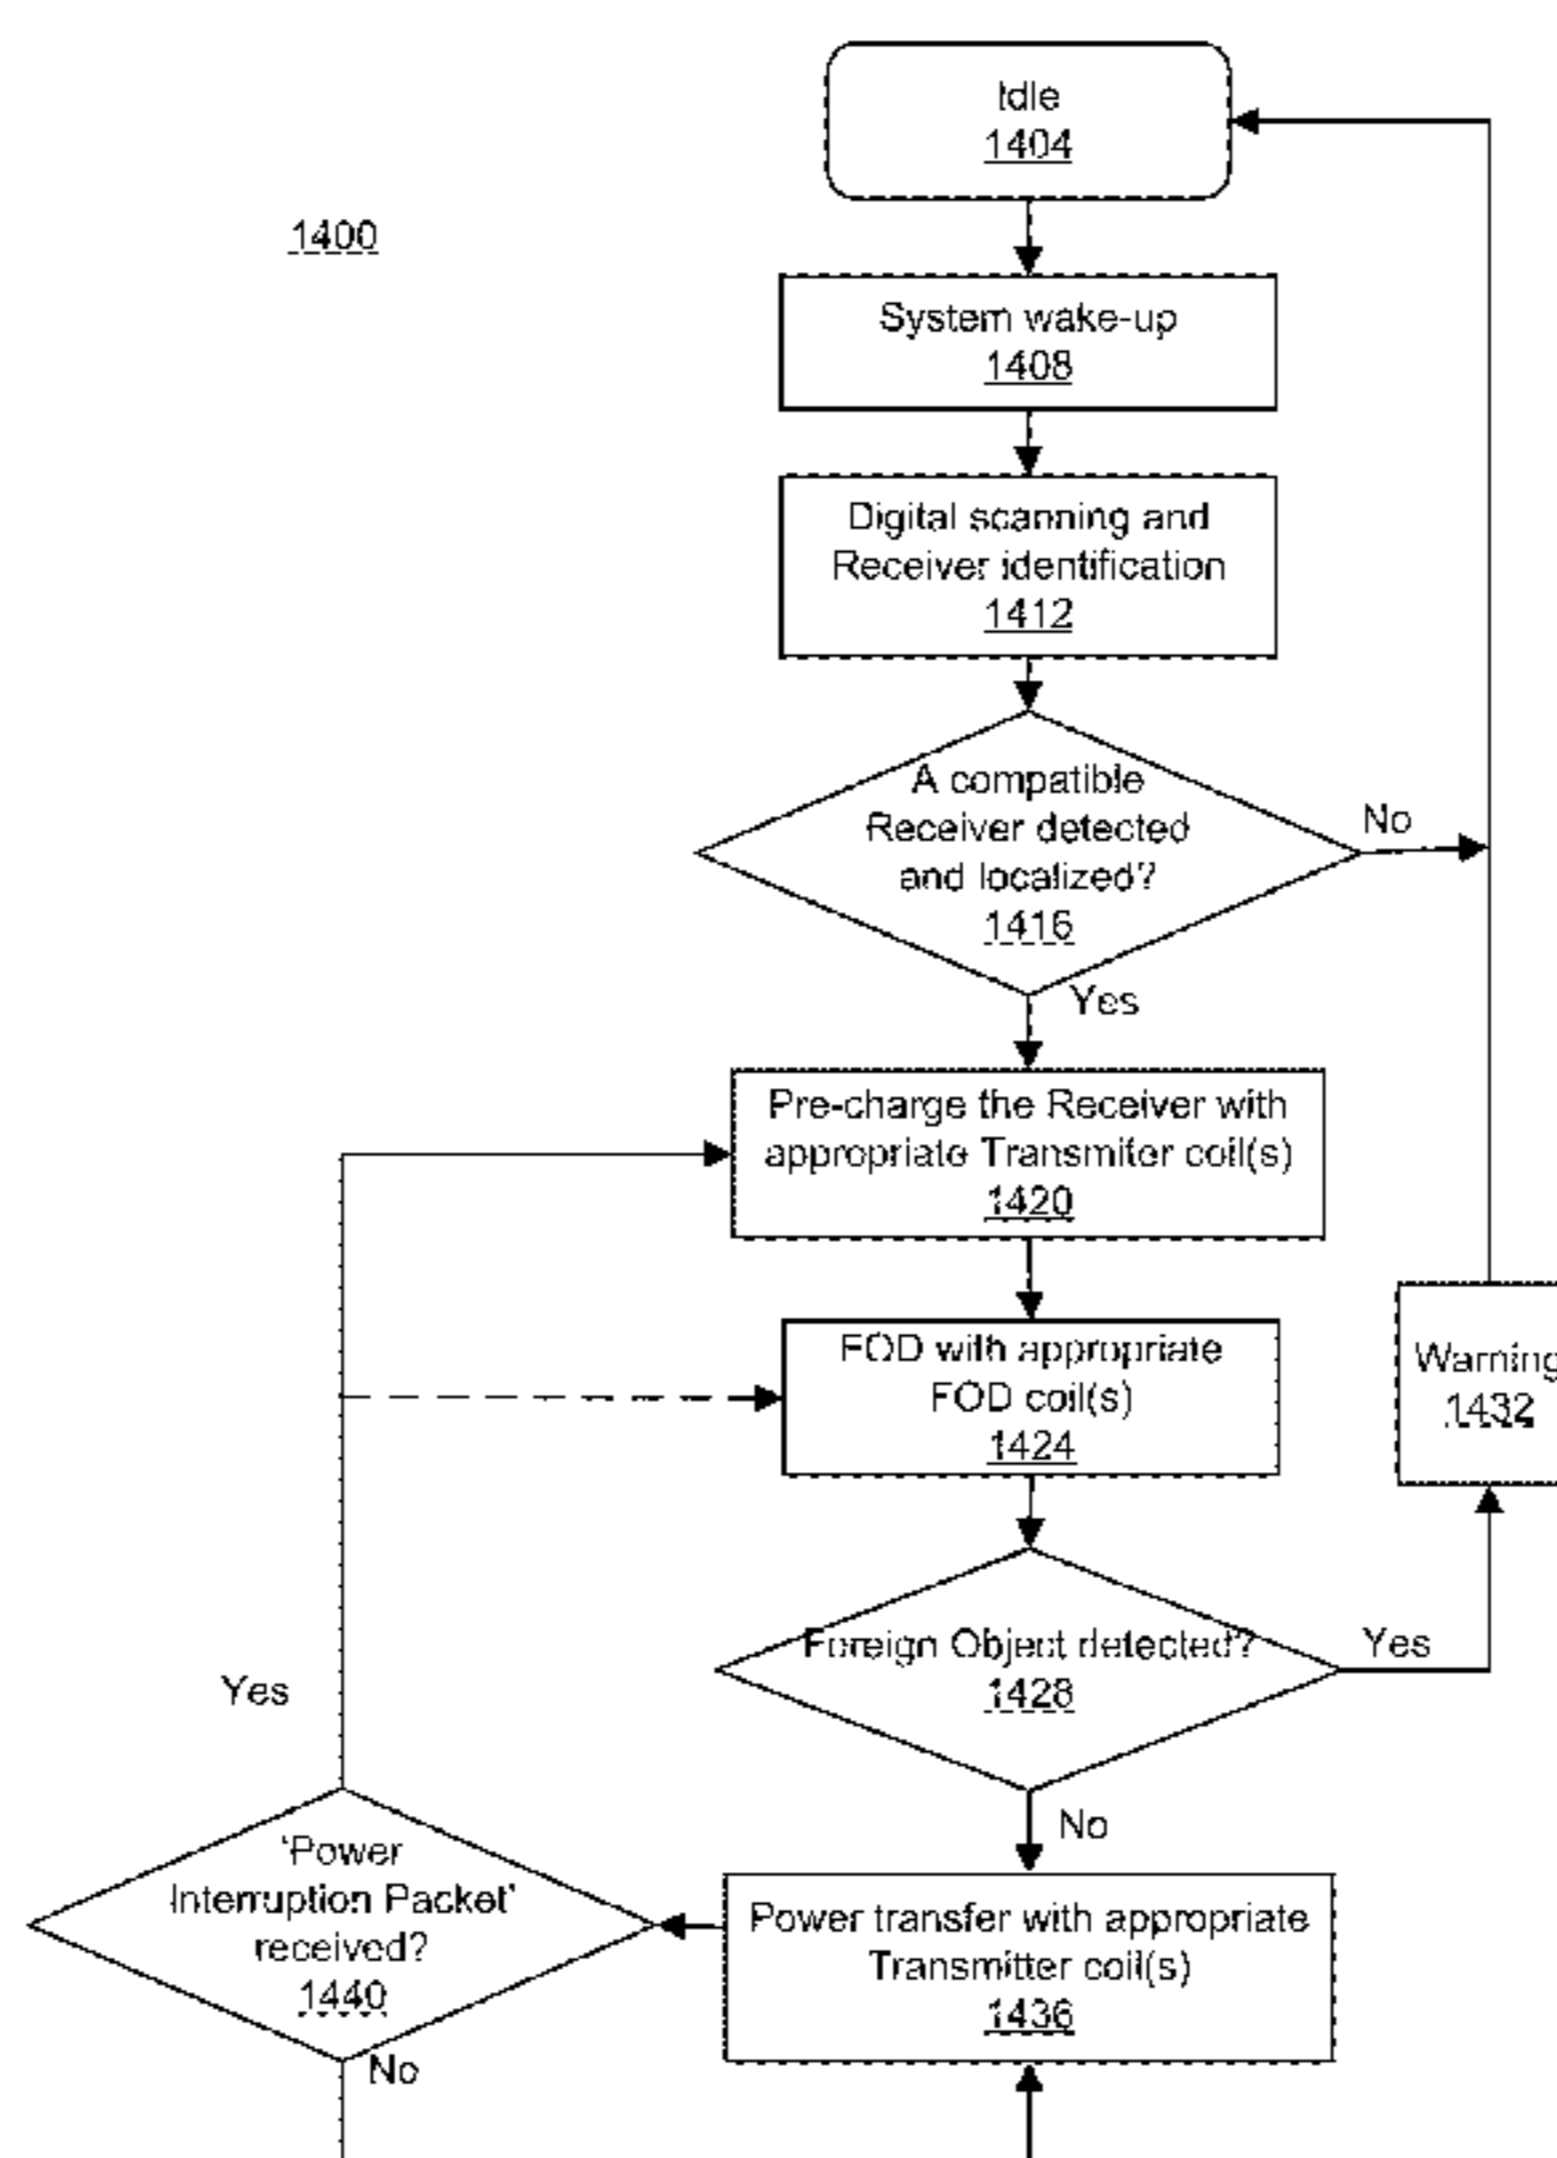 Idle
1404
1400
System wake-up
1408
Digital scanning and
Receiver identification
1412
A compatible
Receiver detected
and localized?
1416
No
Yes
Pre-charge the Receiver with
appropriate Transmiter coil(s)
1420
FOD with appropriate
FOD coil(s)
1424
Warning
1432
Foreign Object detected?
1428
Yes
Yes
No
'Power
Interruption Packet'
received?
1440
Power transfer with appropriate
Transmitter coil(s)
1436
No